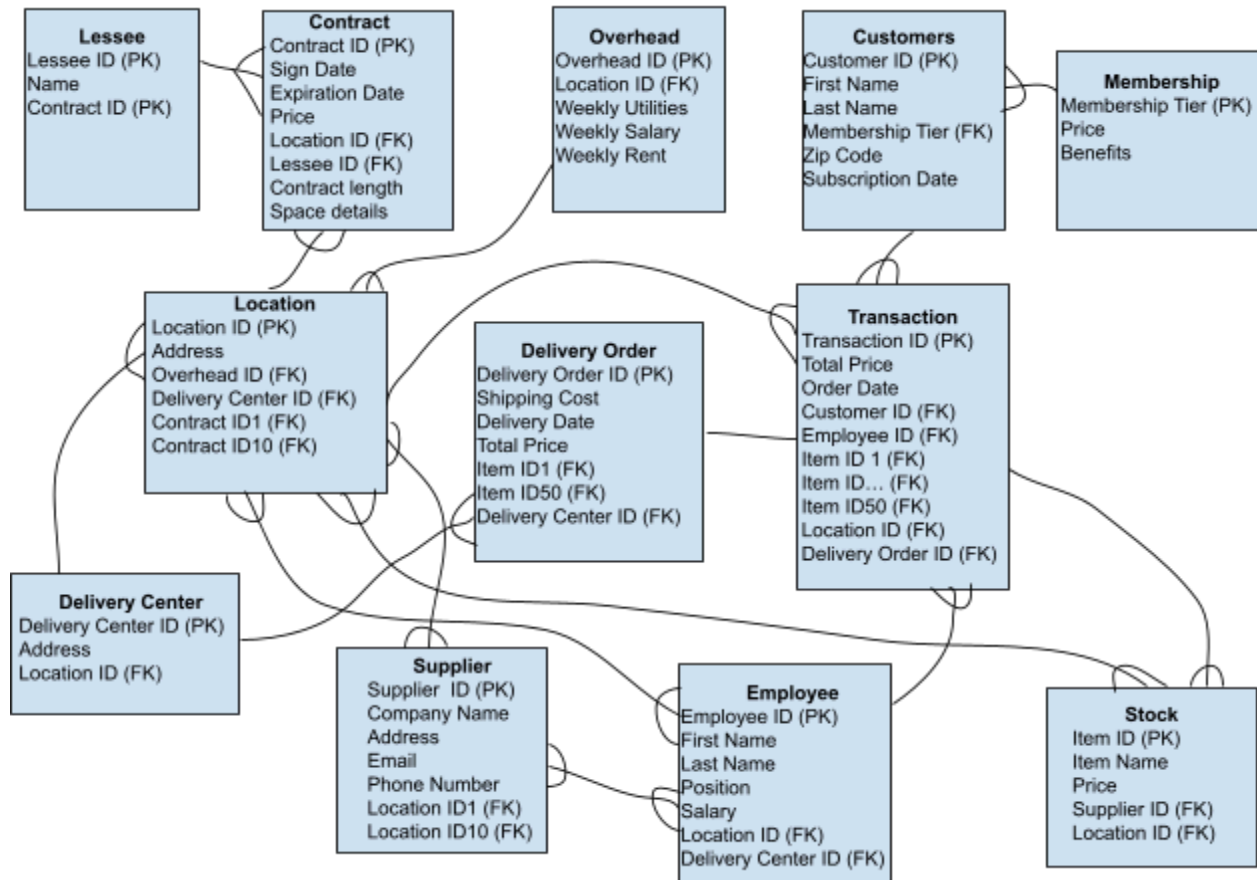 Lessee
Lessee ID (PK)
Name
Contract ID (PK)
Contract
Contract ID (PK)
Sign Date
Expiration Date
Price
Location ID (FK)
Lessee ID (FK)
Contract length
Space details
Overhead
Overhead ID (PK)
Location ID (FK)
Weekly Utilities
Weekly Salary
Weekly Rent
Customers
Customer ID (PK)
First Name
Last Name
Membership Tier (FK)
Zip Code
Subscription Date
Membership
Membership Tier (PK)
Price
Benefits
Location
Location ID (PK)
Address
Overhead ID (FK)
Delivery Center ID (FK)
Contract ID1 (FK)
Contract ID10 (FK)
Delivery Order
Delivery Order ID (PK)
Shipping Cost
Delivery Date
Total Price
Item ID1 (FK)
Item ID50 (FK)
Delivery Center ID (FK)
Transaction
Transaction ID (PK)
Total Price
Order Date
Customer ID (FK)
Employee ID (FK)
Item ID 1 (FK)
Item ID... (FK)
Item ID50 (FK)
Location ID (FK)
Delivery Order ID (FK)
Delivery Center
Delivery Center ID (PK)
Address
Location ID (FK)
Supplier
Supplier ID (PK)
Company Name
Address
Email
Phone Number
Location ID1 (FK)
Location ID10 (FK)
Employee
Employee ID (PK)
First Name
Last Name
Position
Salary
Location ID (FK)
Delivery Center ID (FK)
Stock
Item ID (PK)
Item Name
Price
Supplier ID (FK)
Location ID (FK)